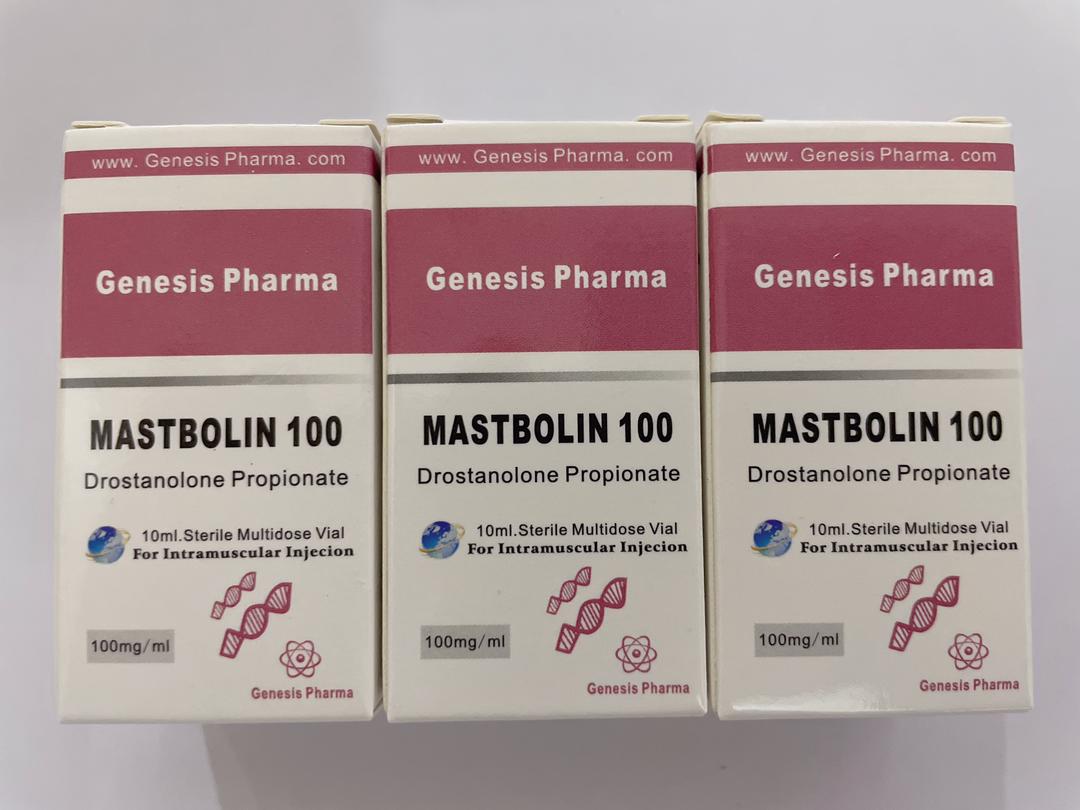 www. Genesis Pharma. com
Genesis Pharma
MASTBOLIN 100
Drostanolone Propionate
10ml.Sterile Multidose Vial
For Intramuscular Injecion
100mg/ml
Genesis Pharma
www. Genesis Pharma. com
Genesis Pharma
MASTBOLIN 100
Drostanolone Propionate
10ml.Sterile Multidose Vial
For Intramuscular Injecion
100mg/ml
Genesis Pharma
www. Genesis Pharma. com
Genesis Pharma
MASTBOLIN 100
Drostanolone Propionate
10ml.Sterile Multidose Vial
For Intramuscular Injecion
100mg/ml
Genesis Pharma